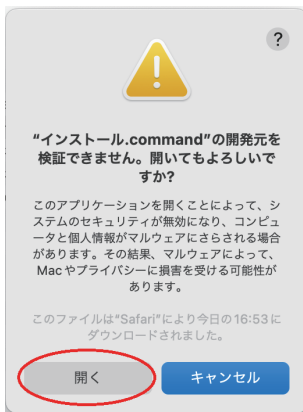 ?
“インストール.command”の開発元を
検証できません。開いてもよろしいで
すか?
このアプリケーションを開くことによって、シ
ステムのセキュリティが無効になり、コンピュ
ータと個人情報がマルウェアにさらされる場合
があります。その結果、マルウェアによって、
Macやプライバシーに損害を受ける可能性が
あります。
このファイルは“Safari”により今日の16:53に
ダウンロードされました。
開く
キャンセル